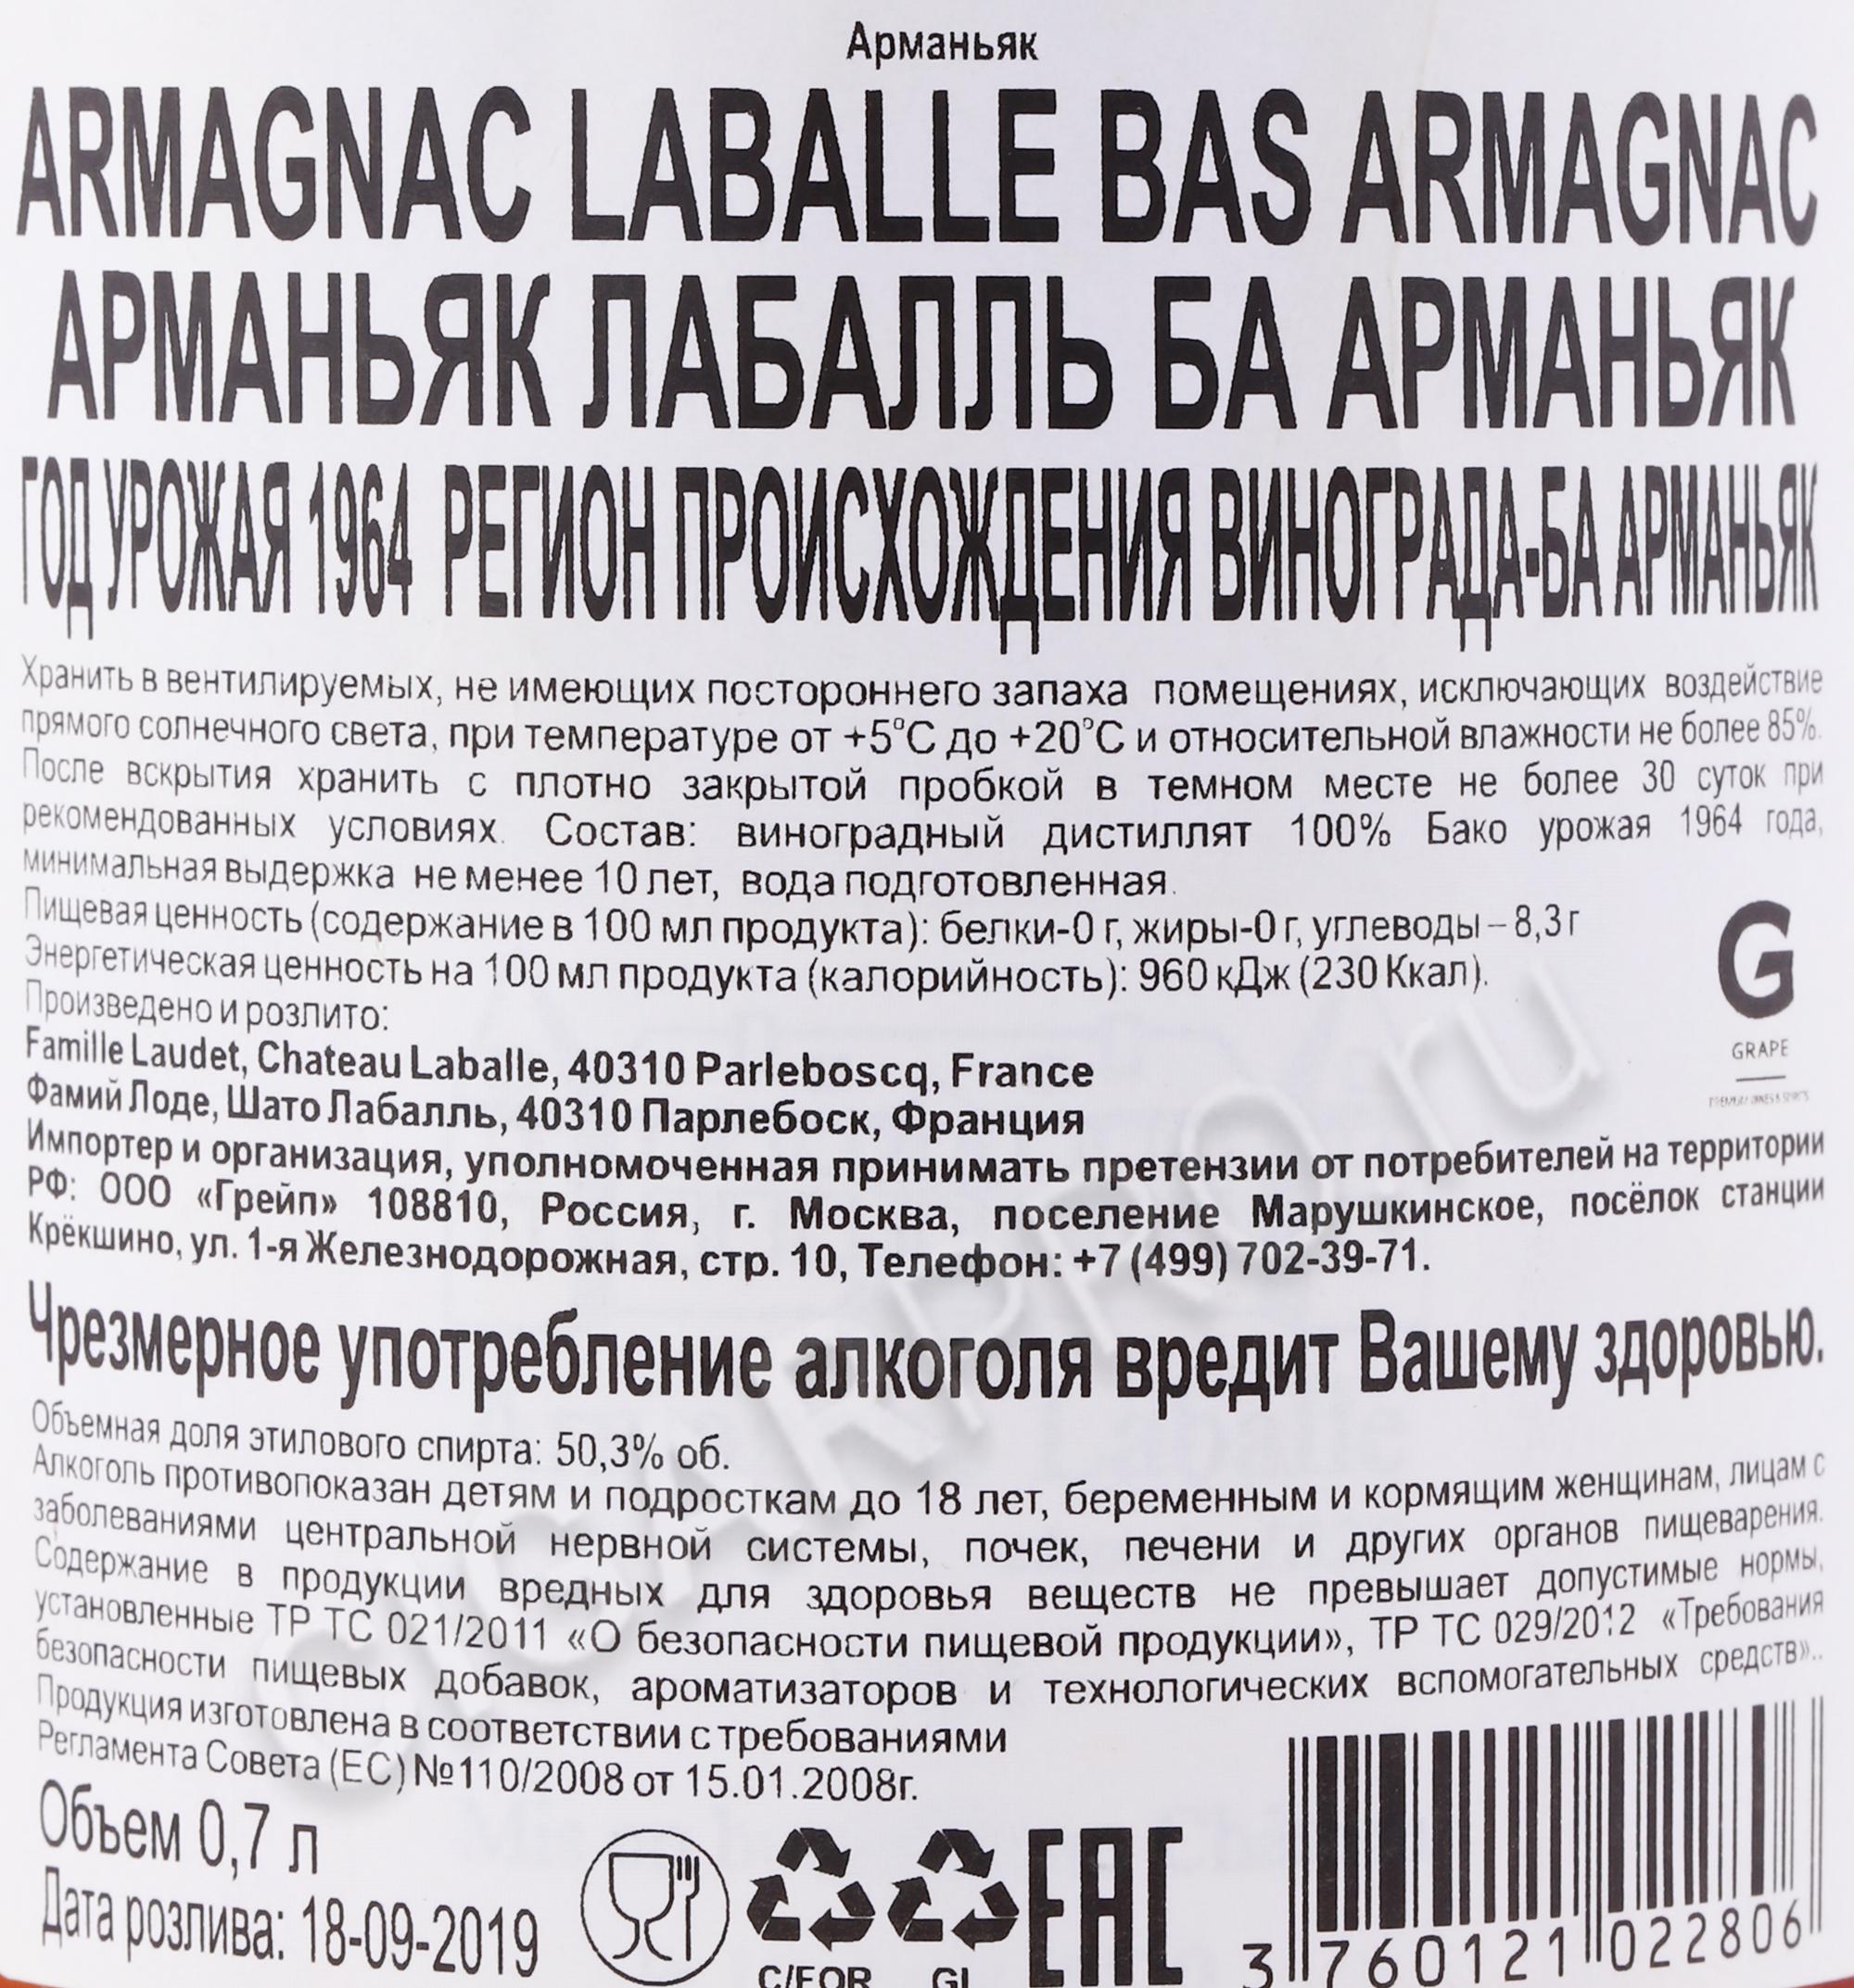 Арманьяк
ARMAGNAC LABALLE BAS ARMAGNAC
АРМАНЬЯК ЛАБАЛЛЬ БА АРМАНЬЯК
ГОД УРОЖАЯ 1964 РЕГИОН ПРОИСХОЖДЕНИЯ ВИНОГРАДА-БА АРМАНЬЯК
Хранить в вентилируемых, не имеющих постороннего запаха помещениях, исключающих воздействие
прямого солнечного света, при температуре от +5°C до +20°C и относительной влажности не более 85%.
После вскрытия хранить с плотно закрытой пробкой в темном месте не более 30 суток при
рекомендованных условиях. Состав: виноградный дистиллят 100% Бако урожая 1964 года,
минимальная выдержка не менее 10 лет, вода подготовленная.
Пищевая ценность (содержание в 100 мл продукта): белки-0 г, жиры-0 г, углеводы – 8,3 г
Энергетическая ценность на 100 мл продукта (калорийность): 960 кДж (230 Ккал).
Произведено и розлито:
Famille Laudet, Chateau Laballe, 40310 Parleboscq, France
Фамий Лоде, Шато Лабалль, 40310 Парлебоск, Франция
G
GRAPE
PREMIUM WINES & SPIRITS
Импортер и организация, уполномоченная принимать претензии от потребителей на территории
РФ: ООО «Грейп» 108810, Россия, г. Москва, поселение Марушкинское, посёлок станции
Крёкшино, ул. 1-я Железнодорожная, стр. 10, Телефон: +7 (499) 702-39-71.
Чрезмерное употребление алкоголя вредит Вашему здоровью.
Объемная доля этилового спирта: 50,3% об.
Алкоголь противопоказан детям и подросткам до 18 лет, беременным и кормящим женщинам, лицам с
заболеваниями центральной нервной системы, почек, печени и других органов пищеварения.
Содержание в продукции вредных для здоровья веществ не превышает допустимые нормы,
установленные ТР ТС 021/2011 «О безопасности пищевой продукции», ТР ТС 029/2012 «Требования
безопасности пищевых добавок, ароматизаторов и технологических вспомогательных средств»..
Продукция изготовлена в соответствии с требованиями
Регламента Совета (ЕС) №110/2008 от 15.01.2008г.
Объем 0,7 л
Дата розлива: 18-09-2019
C/FOR GL
EAC
3 760121 022806
CIGARPRO.ru